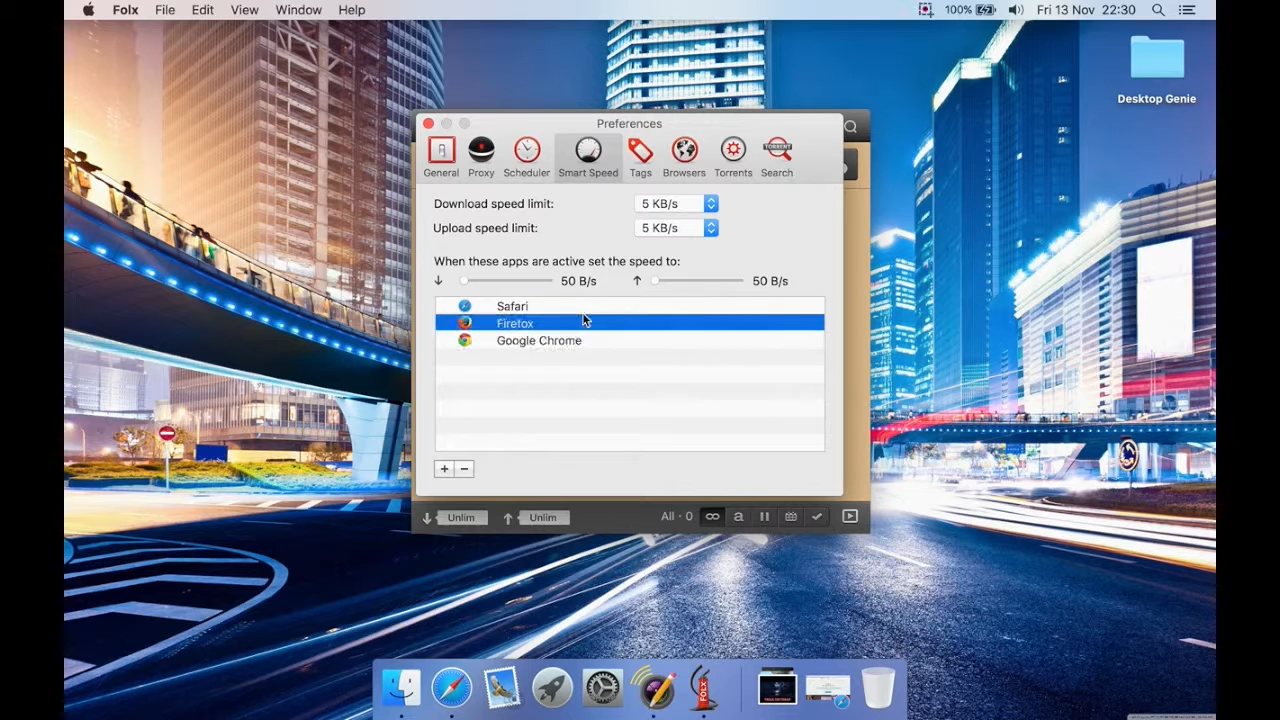 Folx File Edit View Window Help 100% Fri 13 Nov 22:30
Desktop Genie
Preferences
General Proxy Scheduler Smart Speed Tags Browsers Torrents Search
TORRENT
Download speed limit: 5 KB/s
Upload speed limit: 5 KB/s
When these apps are active set the speed to:
50 B/s 50 B/s
Safari
Firefox
Google Chrome
+ −
Unlim Unlim All · 0 a
FOLX